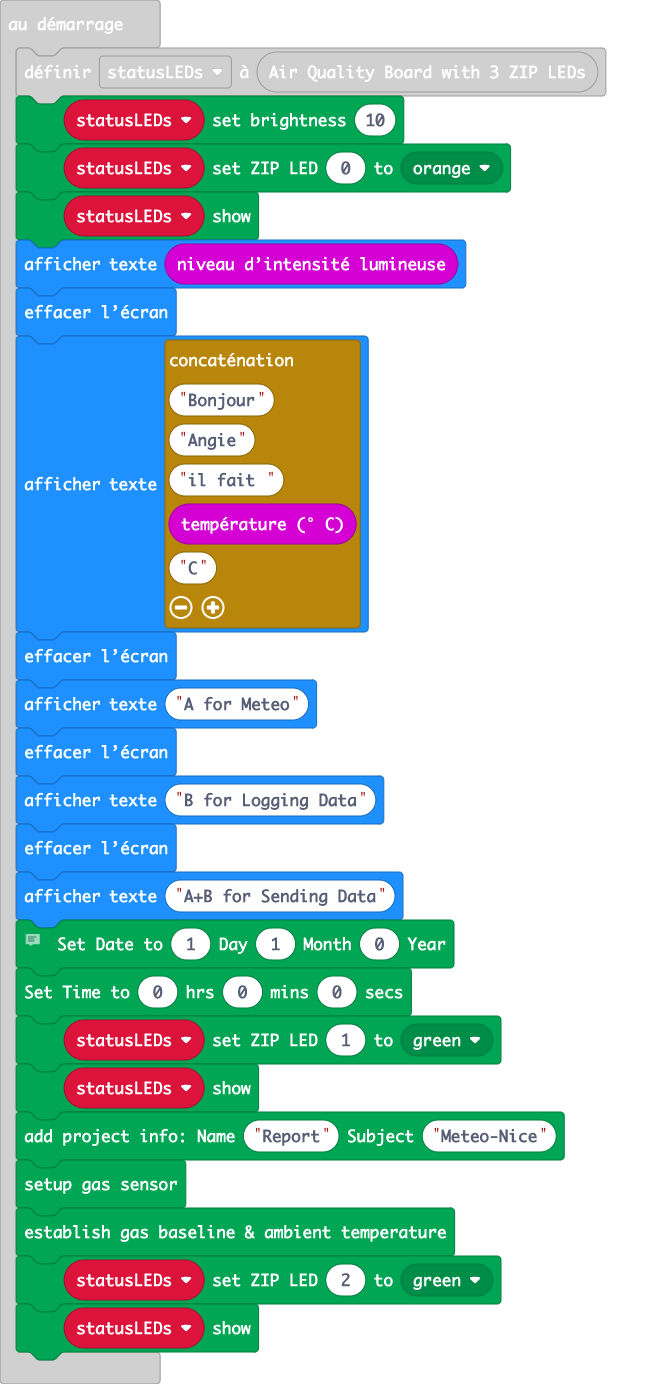 au démarrage
définir statusLEDs à Air Quality Board with 3 ZIP LEDs
statusLEDs set brightness 10
statusLEDs set ZIP LED 0 to orange
statusLEDs show
afficher texte niveau d’intensité lumineuse
effacer l’écran
concaténation
"Bonjour"
"Angie"
"il fait "
afficher texte
température (° C)
"C"
effacer l’écran
afficher texte "A for Meteo"
effacer l’écran
afficher texte "B for Logging Data"
effacer l’écran
afficher texte "A+B for Sending Data"
Set Date to 1 Day 1 Month 0 Year
Set Time to 0 hrs 0 mins 0 secs
statusLEDs set ZIP LED 1 to green
statusLEDs show
add project info: Name "Report" Subject "Meteo-Nice"
setup gas sensor
establish gas baseline & ambient temperature
statusLEDs set ZIP LED 2 to green
statusLEDs show